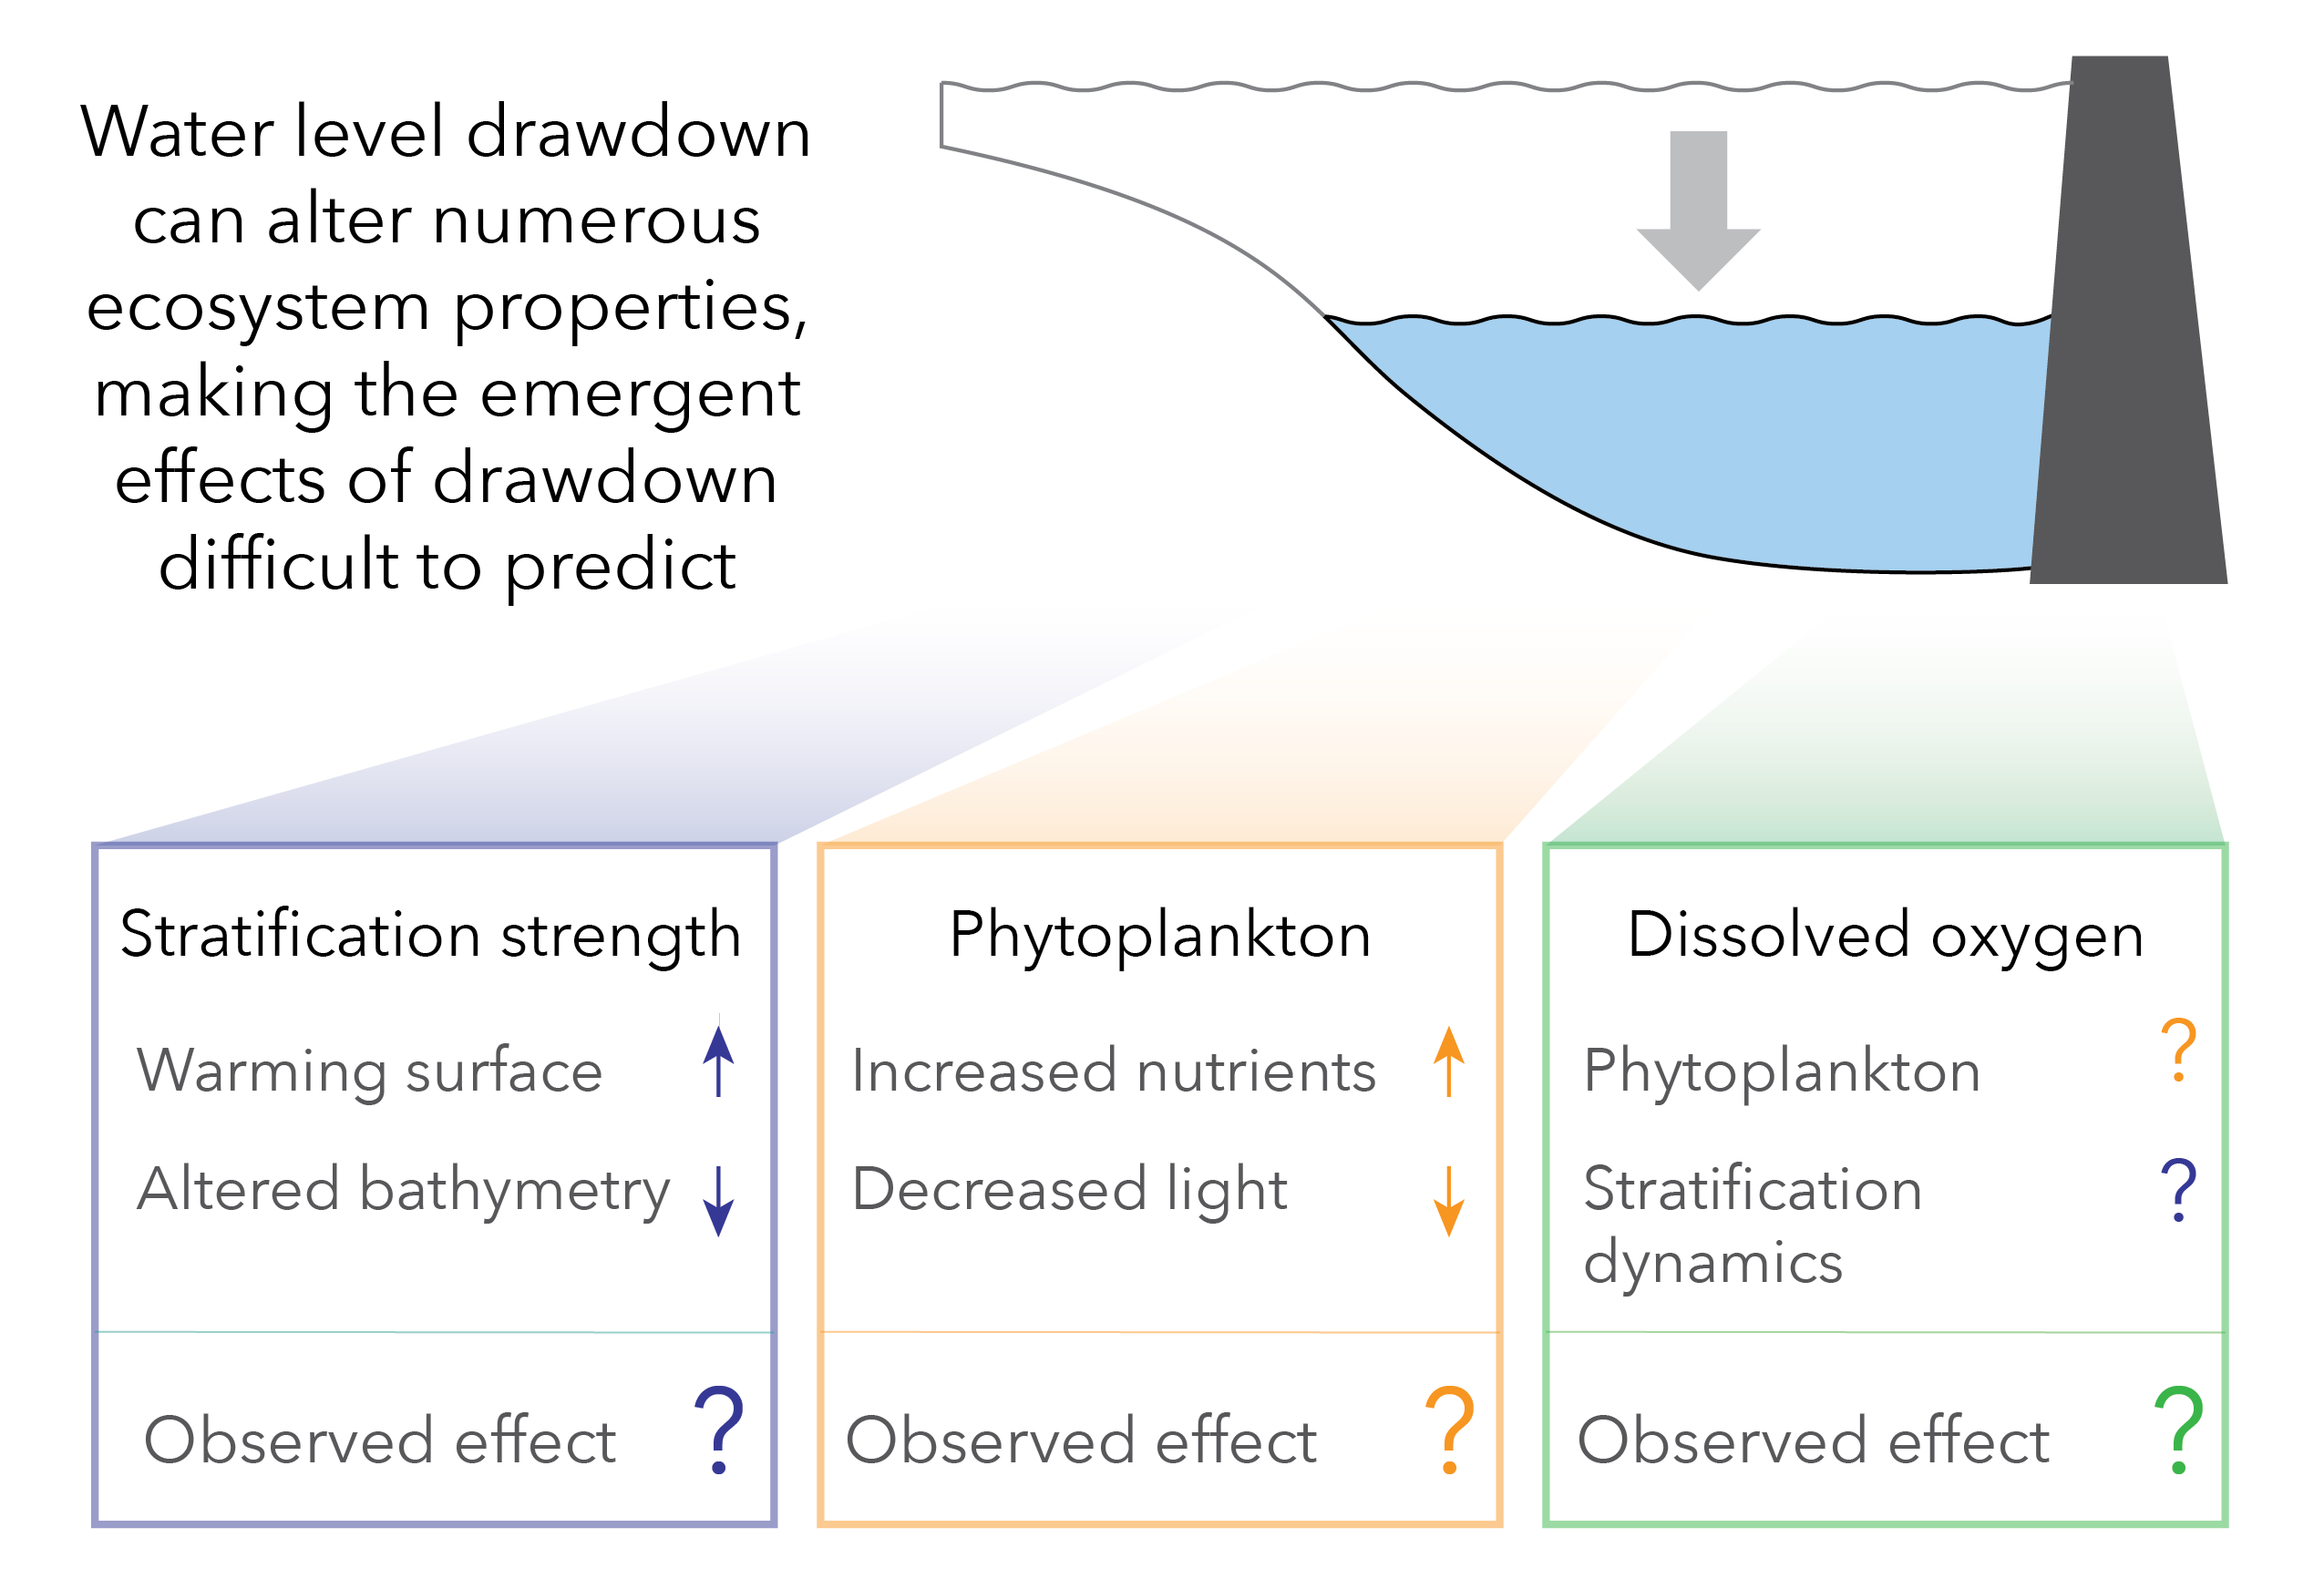 Water level drawdown
can alter numerous
ecosystem properties,
making the emergent
effects of drawdown
difficult to predict
Stratification strength
Warming surface
Altered bathymetry
Observed effect ?
Phytoplankton
Increased nutrients
Decreased light
Observed effect ?
Dissolved oxygen
Phytoplankton ?
Stratification ?
dynamics
Observed effect ?